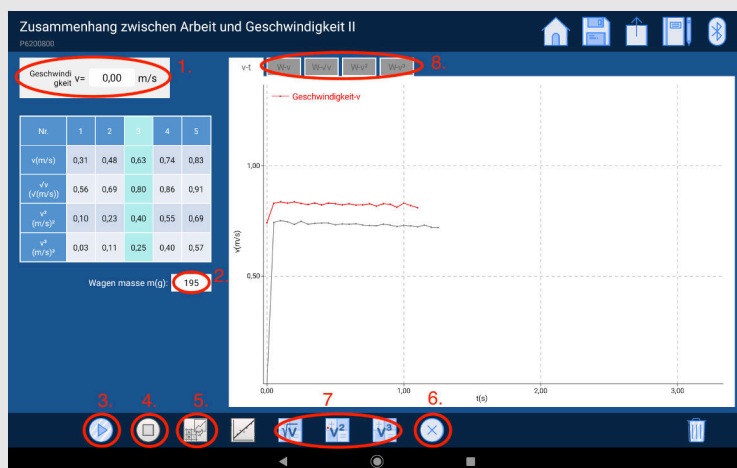 Zusammenhang zwischen Arbeit und Geschwindigkeit II
P6200800
Geschwindi
gkeit v= 0,00 m/s 1.
v-t W-v W-√v W-v² W-v³ 8.
Geschwindigkeit-v
Nr. 1 2 3 4 5
v(m/s) 0,31 0,48 0,63 0,74 0,83
√v
(√(m/s)) 0,56 0,69 0,80 0,86 0,91
v²
(m/s)² 0,10 0,23 0,40 0,55 0,69
v³
(m/s)³ 0,03 0,11 0,25 0,40 0,57
Wagen masse m(g): 195 2.
1,00
v(m/s)
0,50
0,00 1,00 2,00 3,00
t(s)
3. 4. 5. 7 6.
√V V² V³